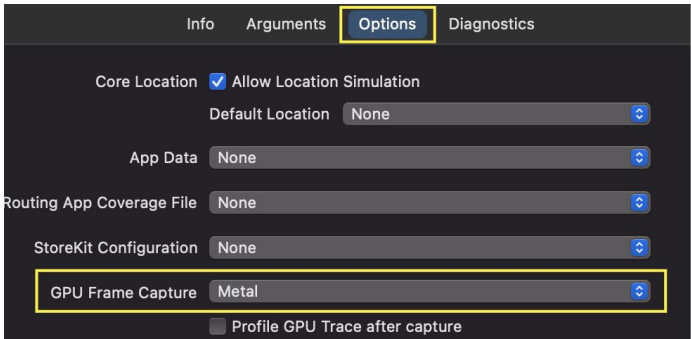 Info Arguments Options Diagnostics
Core Location Allow Location Simulation
Default Location None
App Data None
Routing App Coverage File None
StoreKit Configuration None
GPU Frame Capture Metal
Profile GPU Trace after capture